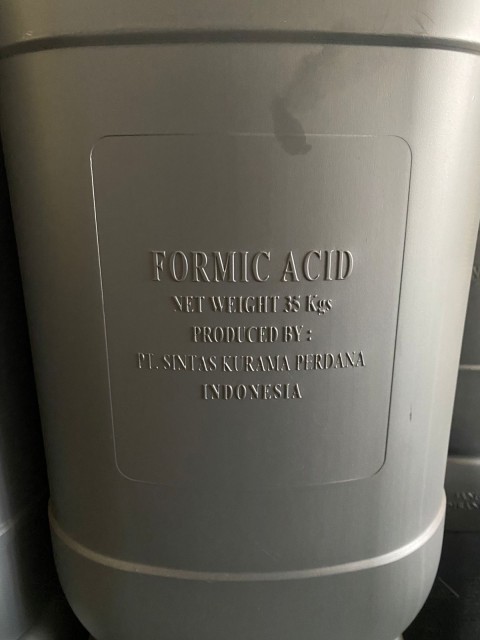 FORMIC ACID
NET WEIGHT 35 Kgs
PRODUCED BY :
PT. SINTAS KURAMA PERDANA
INDONESIA